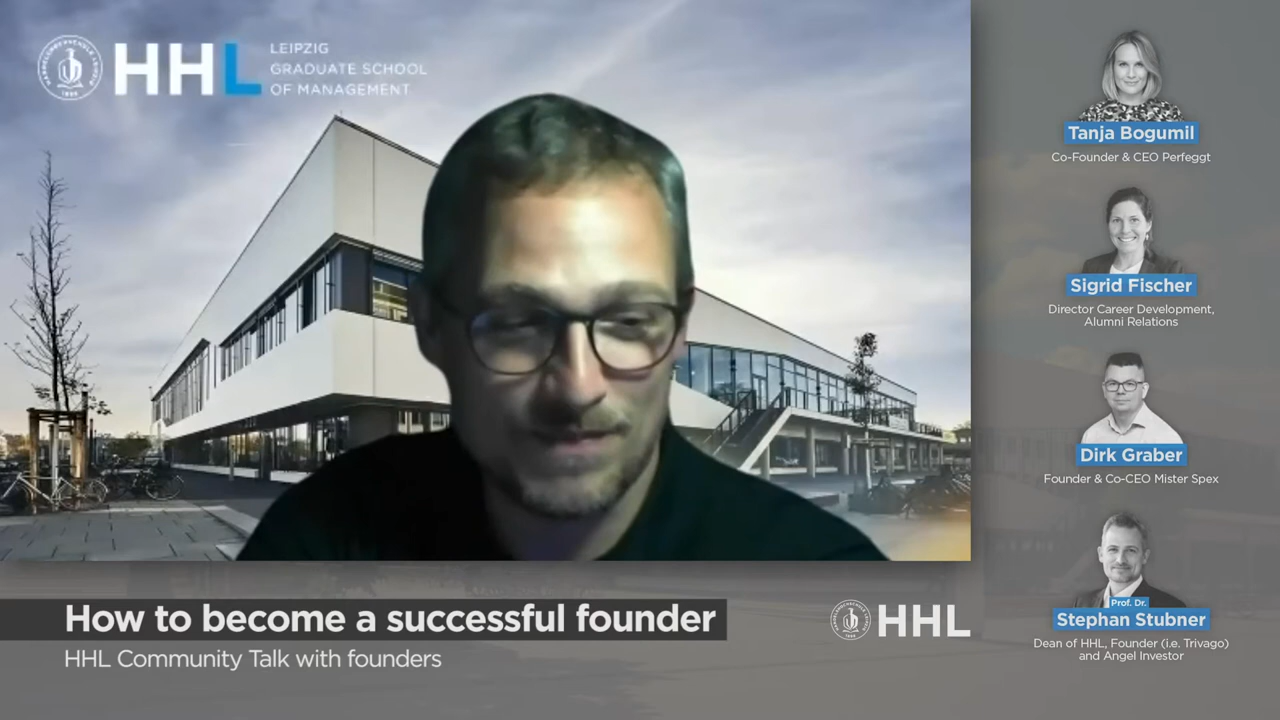 HHL
LEIPZIG
GRADUATE SCHOOL
OF MANAGEMENT
Tanja Bogumil
Co-Founder & CEO Perfeggt
Sigrid Fischer
Director Career Development,
Alumni Relations
Dirk Graber
Founder & Co-CEO Mister Spex
Prof. Dr.
Stephan Stubner
Dean of HHL, Founder (i.e. Trivago)
and Angel Investor
How to become a successful founder
HHL Community Talk with founders
HHL